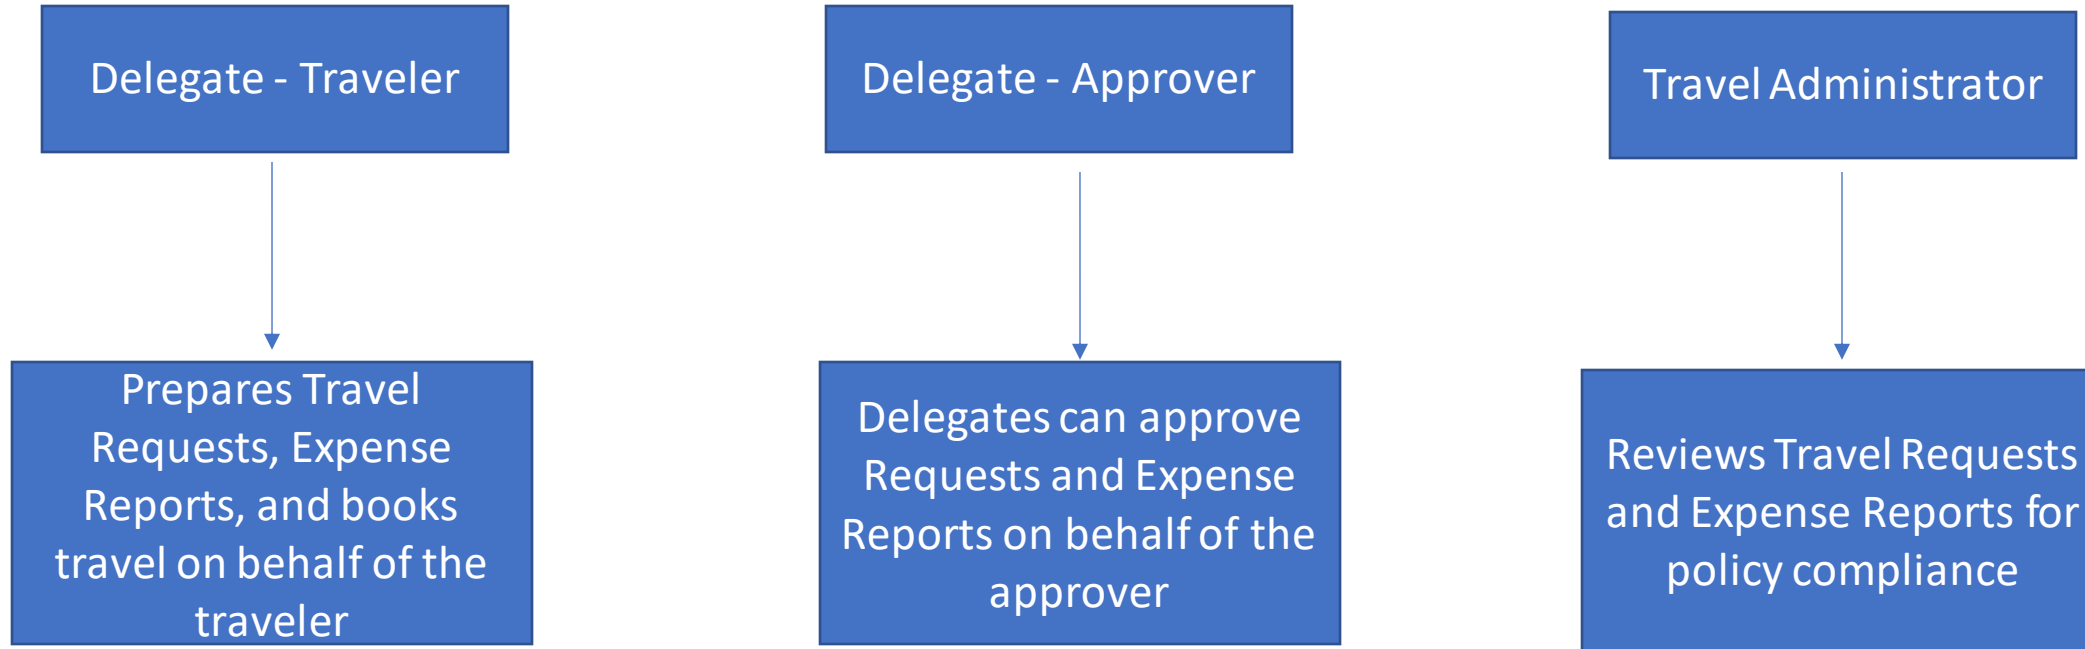 Delegate - Traveler
Delegate - Approver
Travel Administrator
Prepares Travel
Requests, Expense
Reports, and books
travel on behalf of the
traveler
Delegates can approve
Requests and Expense
Reports on behalf of the
approver
Reviews Travel Requests
and Expense Reports for
policy compliance